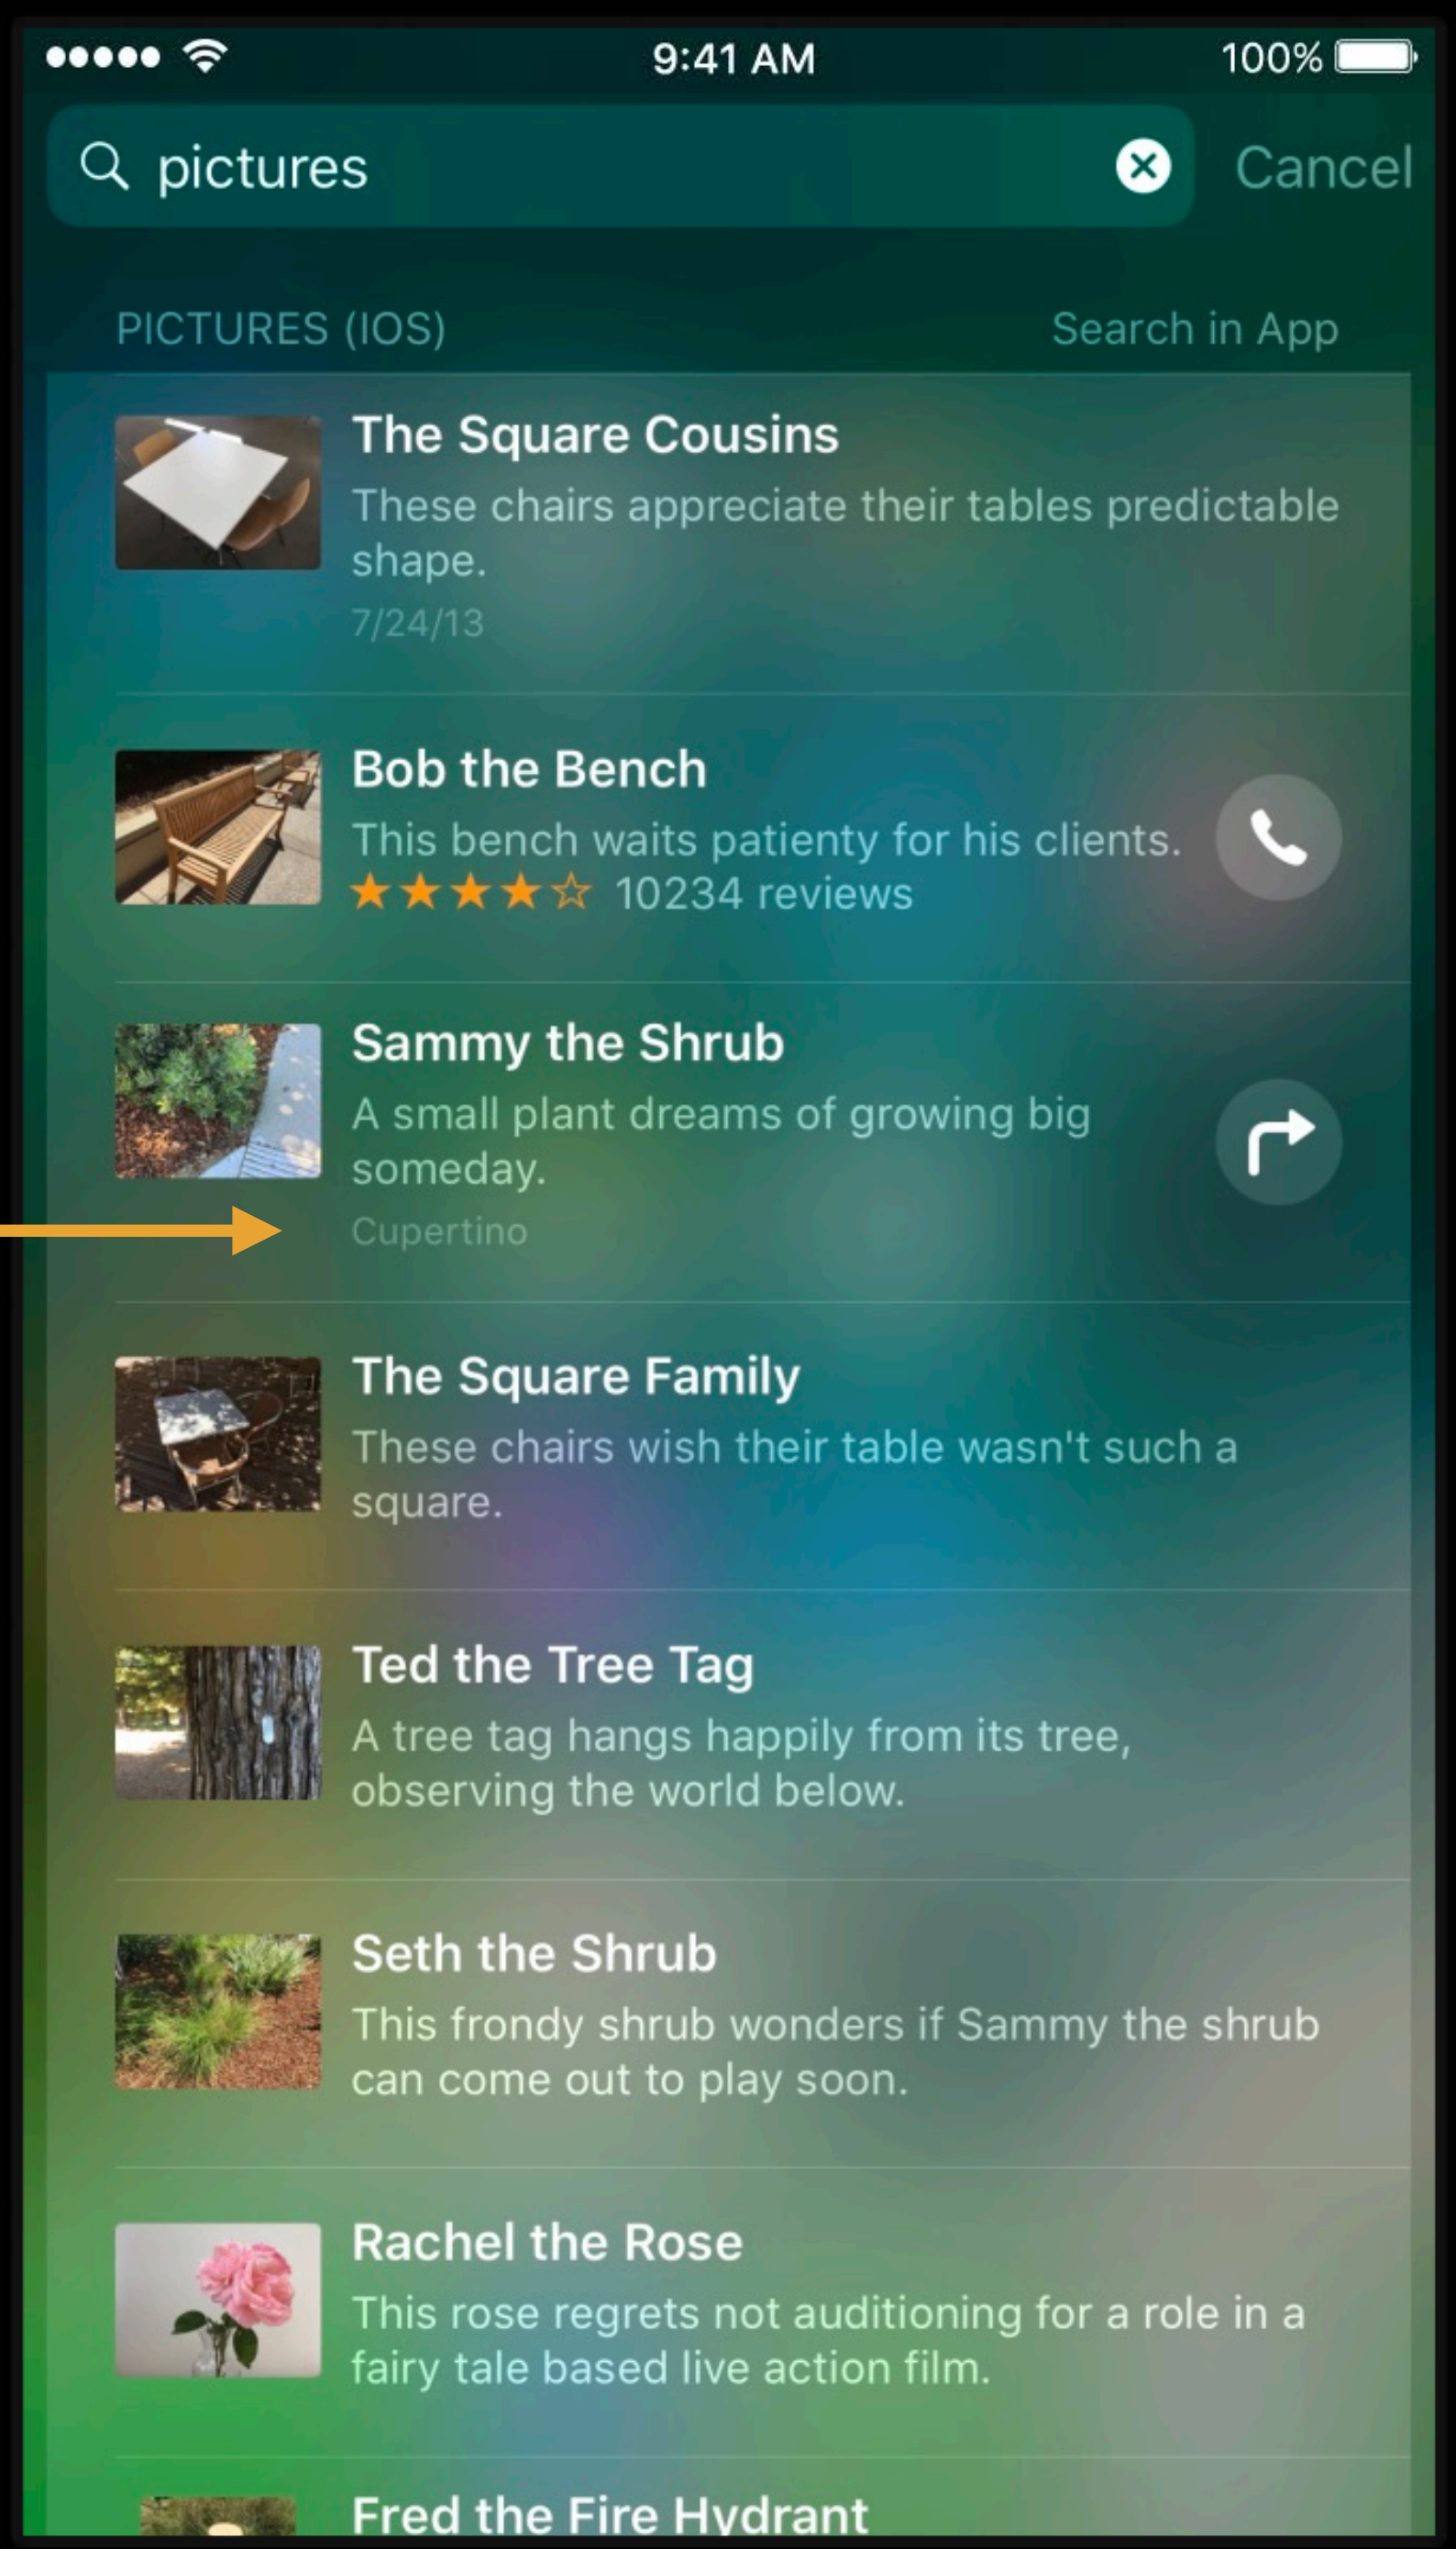 9:41 AM
100%
pictures
Cancel
PICTURES (IOS)
Search in App
The Square Cousins
These chairs appreciate their tables predictable
shape.
7/24/13
Bob the Bench
This bench waits patienty for his clients.
10234 reviews
Sammy the Shrub
A small plant dreams of growing big
someday.
Cupertino
The Square Family
These chairs wish their table wasn't such a
square.
Ted the Tree Tag
A tree tag hangs happily from its tree,
observing the world below.
Seth the Shrub
This frondy shrub wonders if Sammy the shrub
can come out to play soon.
Rachel the Rose
This rose regrets not auditioning for a role in a
fairy tale based live action film.
Fred the Fire Hydrant